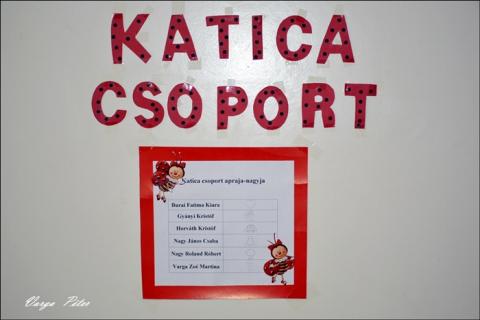 KATICA
CSOPORT
Katica csoport apraja-nagyja
Burai Fatima Kiara
Gyányi Kristóf
Horváth Kristóf
Nagy János Csaba
Nagy Roland Róbert
Varga Zoé Martina
Varga Péter